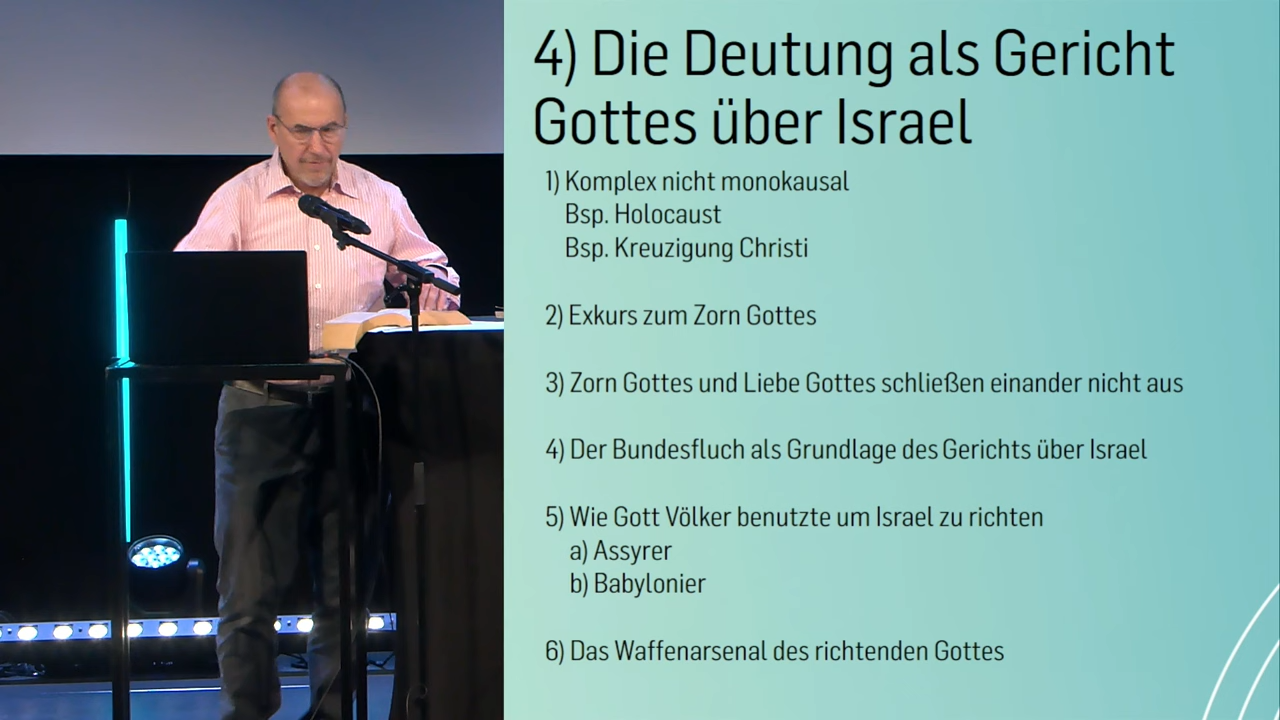 4) Die Deutung als Gericht
Gottes über Israel
1) Komplex nicht monokausal
Bsp. Holocaust
Bsp. Kreuzigung Christi
2) Exkurs zum Zorn Gottes
3) Zorn Gottes und Liebe Gottes schließen einander nicht aus
4) Der Bundesfluch als Grundlage des Gerichts über Israel
5) Wie Gott Völker benutzte um Israel zu richten
a) Assyrer
b) Babylonier
6) Das Waffenarsenal des richtenden Gottes